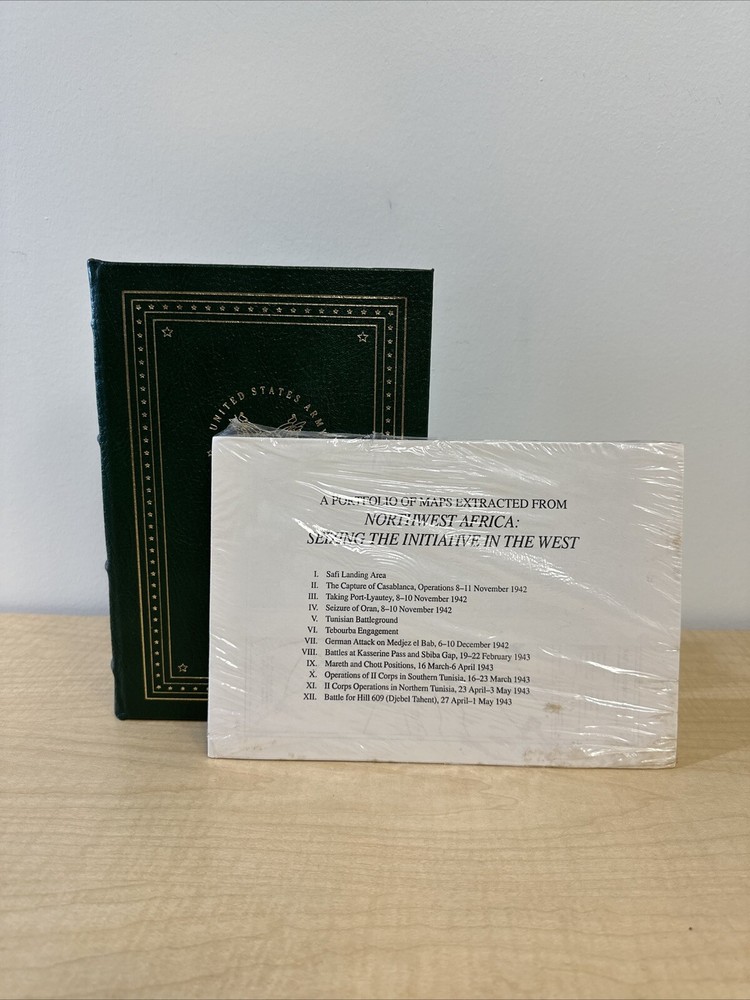 UNITED STATES ARMY
A PORTFOLIO OF MAPS EXTRACTED FROM
NORTHWEST AFRICA:
SEIZING THE INITIATIVE IN THE WEST
I. Safi Landing Area
II. The Capture of Casablanca, Operations 8–11 November 1942
III. Taking Port-Lyautey, 8–10 November 1942
IV. Seizure of Oran, 8–10 November 1942
V. Tunisian Battleground
VI. Tebourba Engagement
VII. German Attack on Medjez el Bab, 6–10 December 1942
VIII. Battles at Kasserine Pass and Sbiba Gap, 19–22 February 1943
IX. Mareth and Chott Positions, 16 March-6 April 1943
X. Operations of II Corps in Southern Tunisia, 16–23 March 1943
XI. II Corps Operations in Northern Tunisia, 23 April–3 May 1943
XII. Battle for Hill 609 (Djebel Tahent), 27 April–1 May 1943